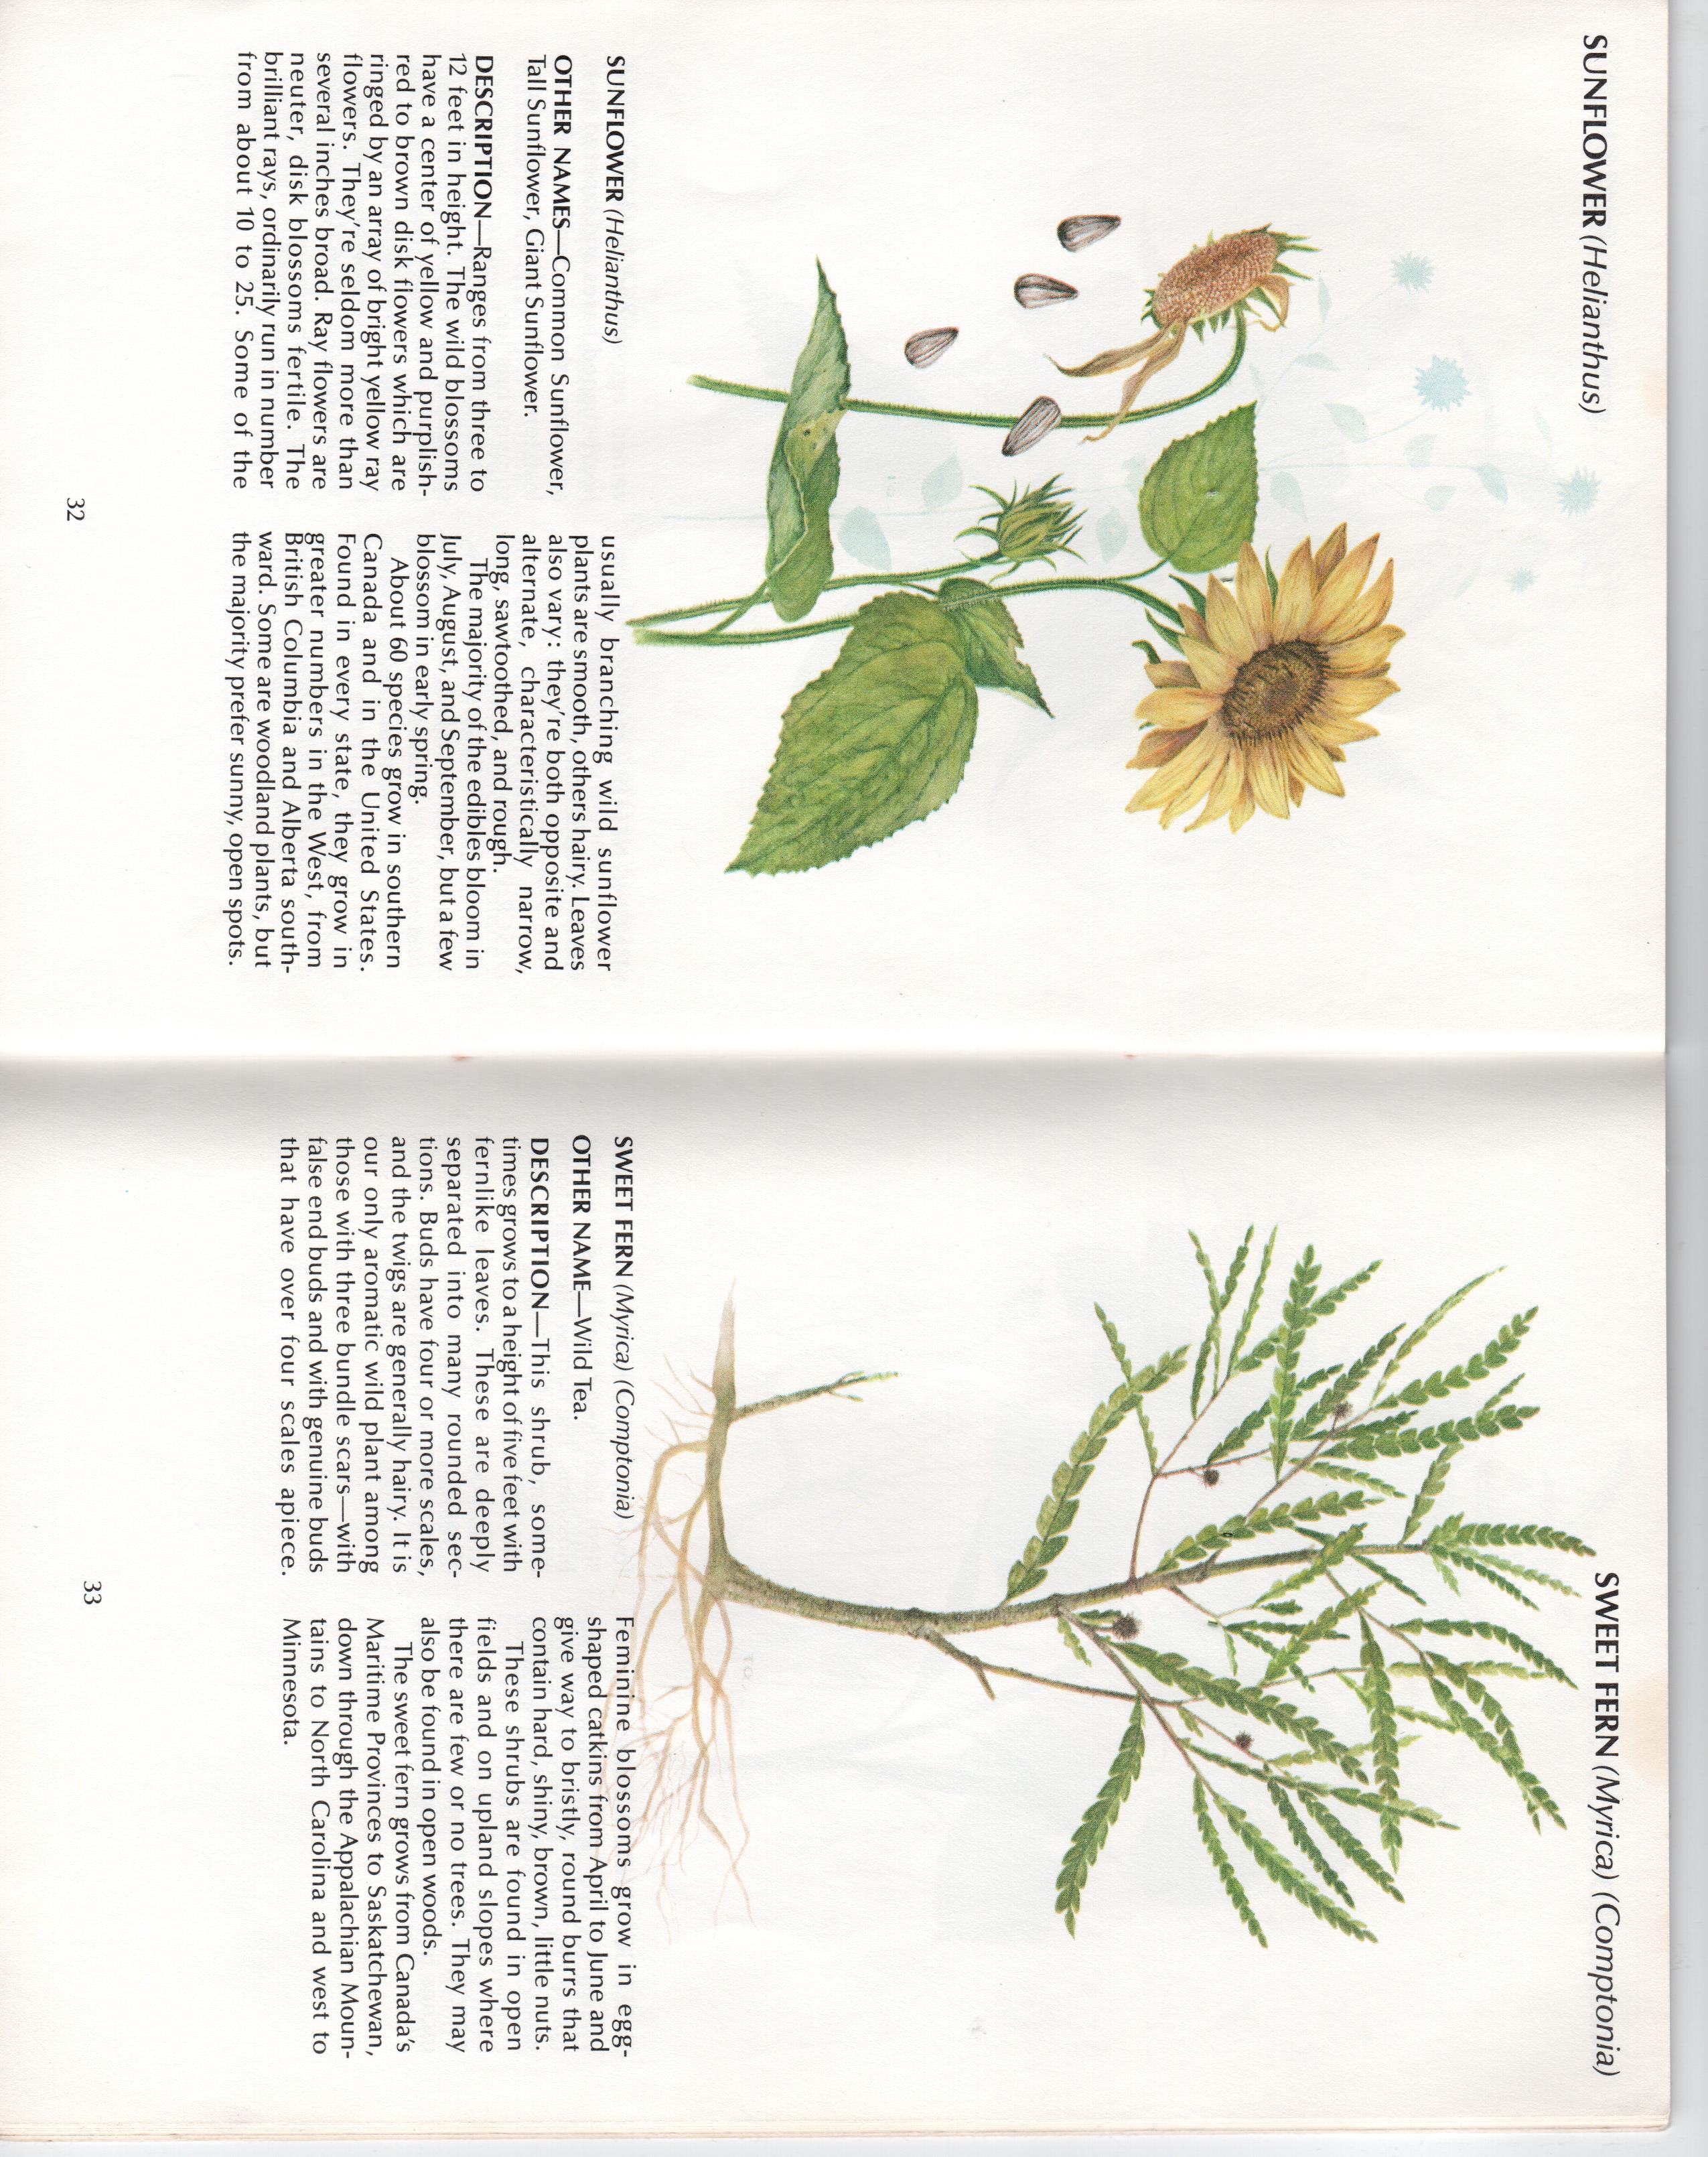 SUNFLOWER (Helianthus)
SUNFLOWER (Helianthus)
OTHER NAMES—Common Sunflower,
Tall Sunflower, Giant Sunflower.
DESCRIPTION—Ranges from three to
12 feet in height. The wild blossoms
have a center of yellow and purplish-
red to brown disk flowers which are
ringed by an array of bright yellow ray
flowers. They're seldom more than
several inches broad. Ray flowers are
neuter, disk blossoms fertile. The
brilliant rays, ordinarily run in number
from about 10 to 25. Some of the
usually branching wild sunflower
plants are smooth, others hairy. Leaves
also vary: they're both opposite and
alternate, characteristically narrow,
long, sawtoothed, and rough.
The majority of the edibles bloom in
July, August, and September, but a few
blossom in early spring.
About 60 species grow in southern
Canada and in the United States.
Found in every state, they grow in
greater numbers in the West, from
British Columbia and Alberta south-
ward. Some are woodland plants, but
the majority prefer sunny, open spots.
32
SWEET FERN (Myrica) (Comptonia)
SWEET FERN (Myrica) (Comptonia)
OTHER NAME—Wild Tea.
DESCRIPTION—This shrub, some-
times grows to a height of five feet with
fernlike leaves. These are deeply
separated into many rounded sec-
tions. Buds have four or more scales,
and the twigs are generally hairy. It is
our only aromatic wild plant among
those with three bundle scars—with
false end buds and with genuine buds
that have over four scales apiece.
Feminine blossoms grow in egg-
shaped catkins from April to June and
give way to bristly, round burrs that
contain hard, shiny, brown, little nuts.
These shrubs are found in open
fields and on upland slopes where
there are few or no trees. They may
also be found in open woods.
The sweet fern grows from Canada's
Maritime Provinces to Saskatchewan,
down through the Appalachian Moun-
tains to North Carolina and west to
Minnesota.
33